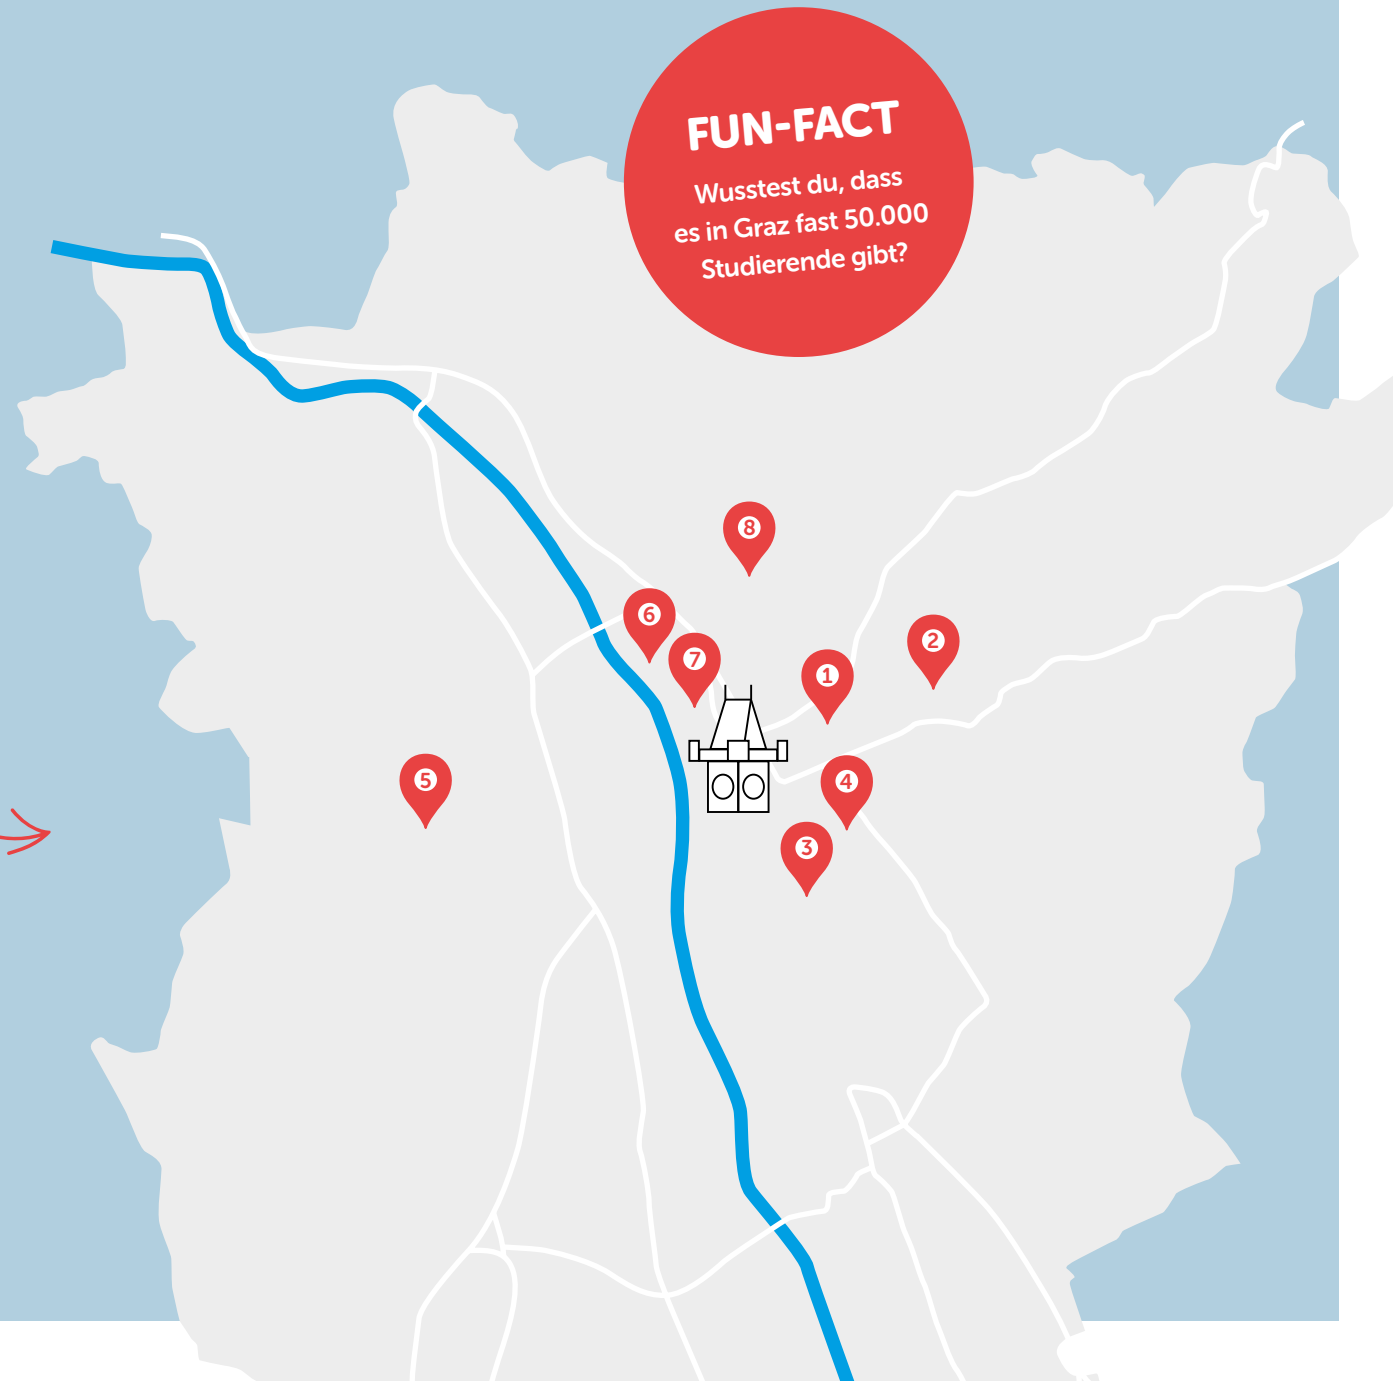 FUN-FACT
Wusstest du, dass
es in Graz fast 50.000
Studierende gibt?
8
6
2
7
1
5
4
3